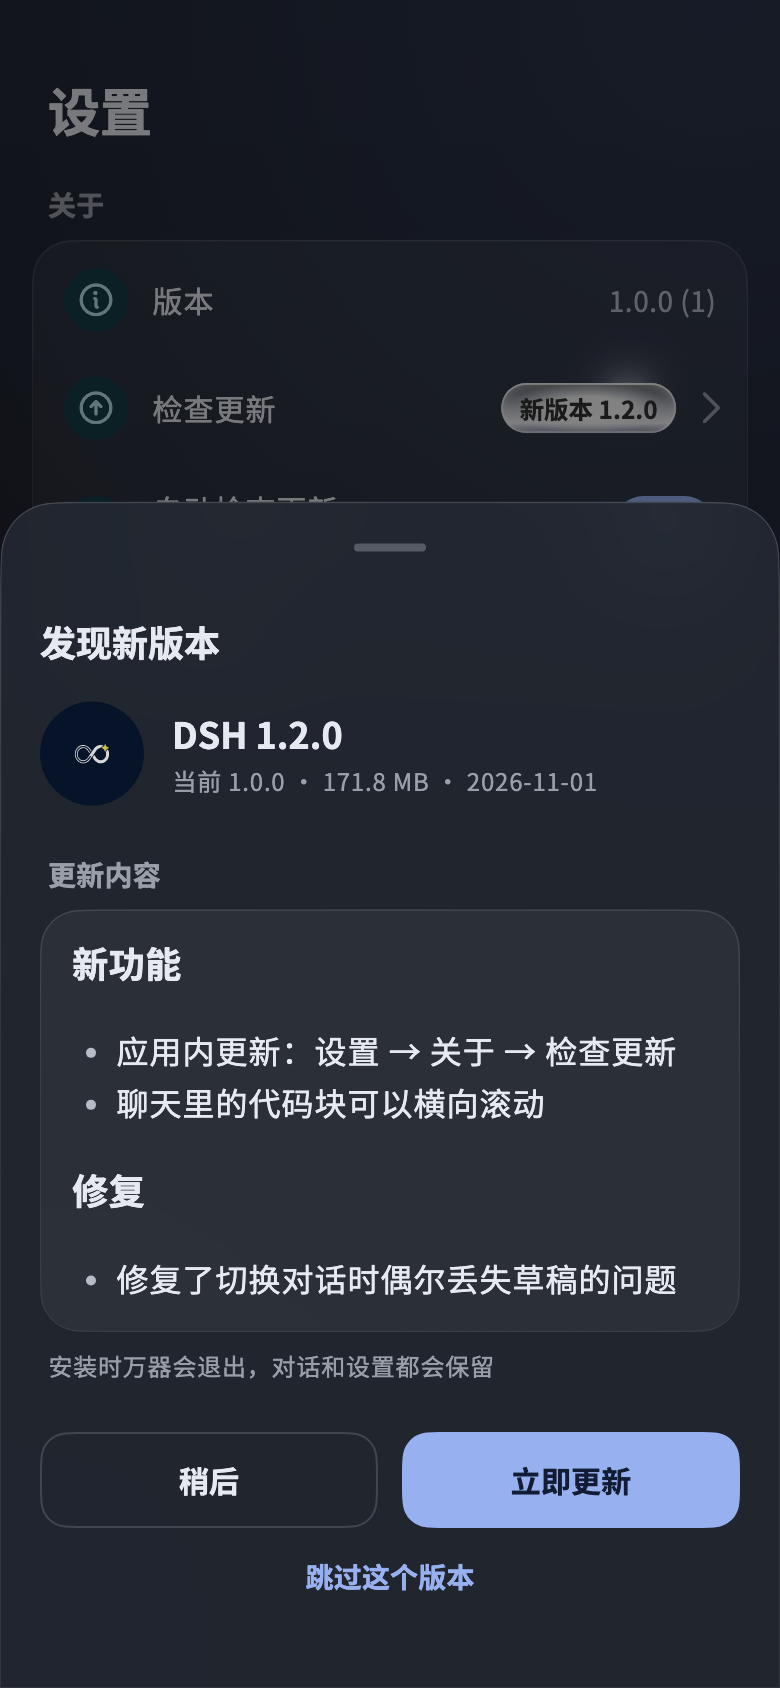 设置
关于
版本
1.0.0 (1)
检查更新
新版本 1.2.0
自动检查更新
发现新版本
DSH 1.2.0
当前 1.0.0 · 171.8 MB · 2026-11-01
更新内容
新功能
• 应用内更新：设置 → 关于 → 检查更新
• 聊天里的代码块可以横向滚动
修复
• 修复了切换对话时偶尔丢失草稿的问题
安装时万器会退出，对话和设置都会保留
稍后
立即更新
跳过这个版本